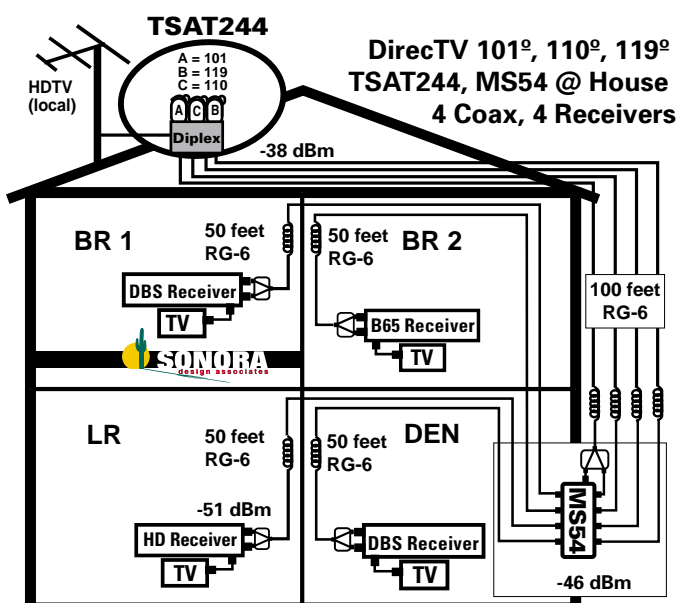 TSAT244
A = 101
B = 119
C = 110
A C B
Diplex
HDTV
(local)
DirecTV 101º, 110º, 119º
TSAT244, MS54 @ House
4 Coax, 4 Receivers
-38 dBm
BR 1
50 feet
RG-6
DBS Receiver
TV
50 feet
RG-6
BR 2
B65 Receiver
TV
100 feet
RG-6
SONORA
design associates
LR
50 feet
RG-6
-51 dBm
HD Receiver
TV
50 feet
RG-6
DEN
DBS Receiver
TV
MS54
-46 dBm